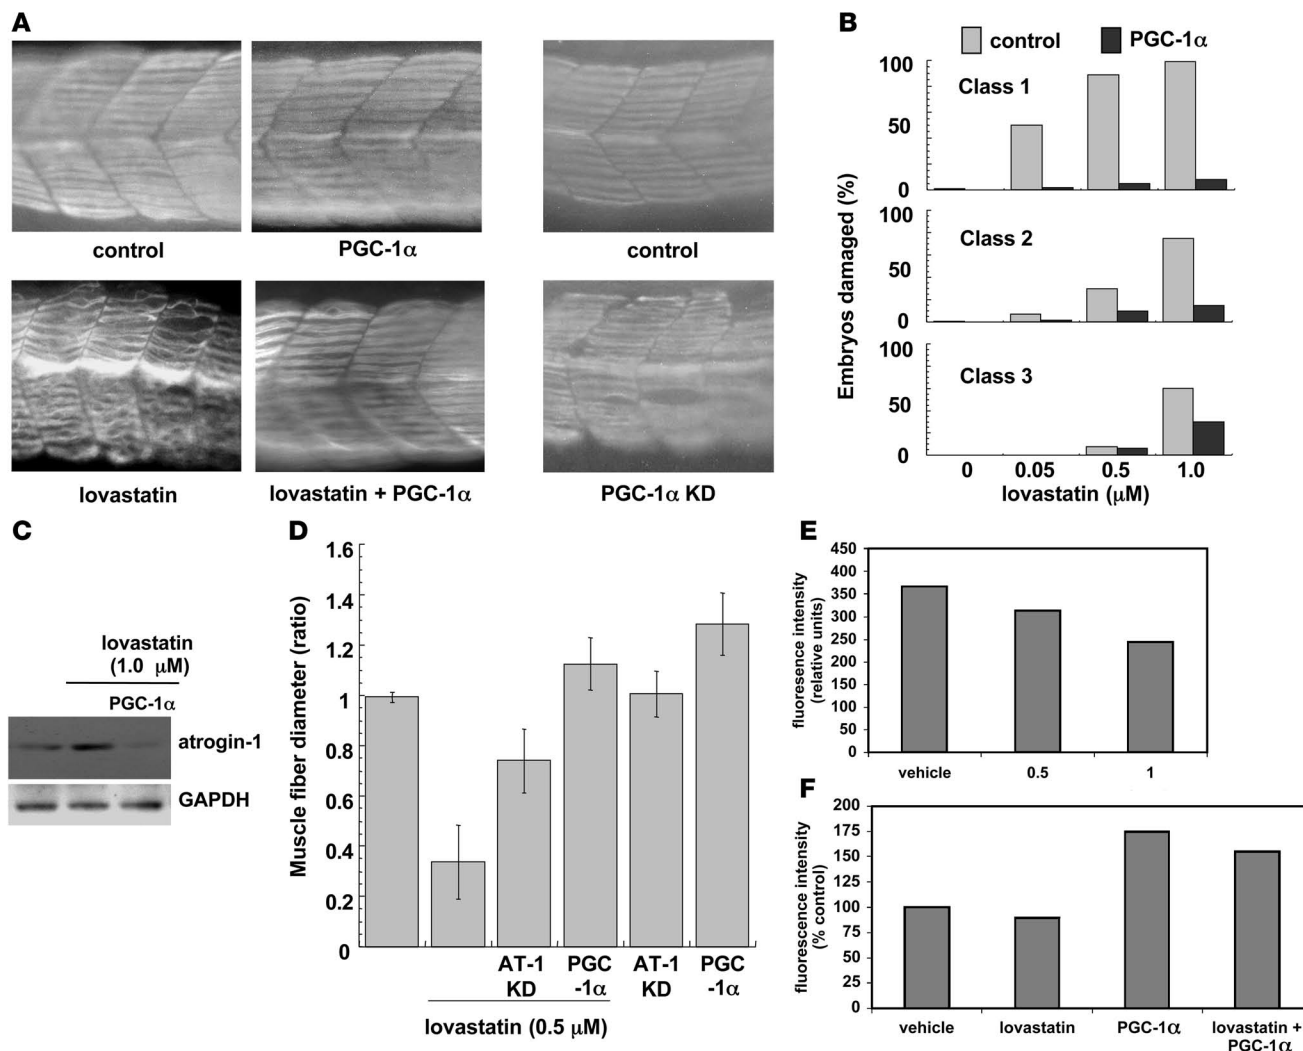 A
control
PGC-1α
control
lovastatin
lovastatin + PGC-1α
PGC-1α KD
B
control
PGC-1α
Embryos damaged (%)
Class 1
100
50
0
Class 2
100
50
0
Class 3
100
50
0
0 0.05 0.5 1.0
lovastatin (μM)
C
lovastatin
(1.0 μM)
PGC-1α
atrogin-1
GAPDH
D
Muscle fiber diameter (ratio)
1.6
1.4
1.2
1
0.8
0.6
0.4
0.2
0
AT-1 PGC AT-1 PGC
KD -1α KD -1α
lovastatin (0.5 μM)
E
fluoresence intensity
(relative units)
450
400
350
300
250
200
150
100
50
0
vehicle 0.5 1
F
fluorescence intensity
(% control)
200
175
150
125
100
75
50
25
0
vehicle lovastatin PGC-1α lovastatin +
PGC-1α